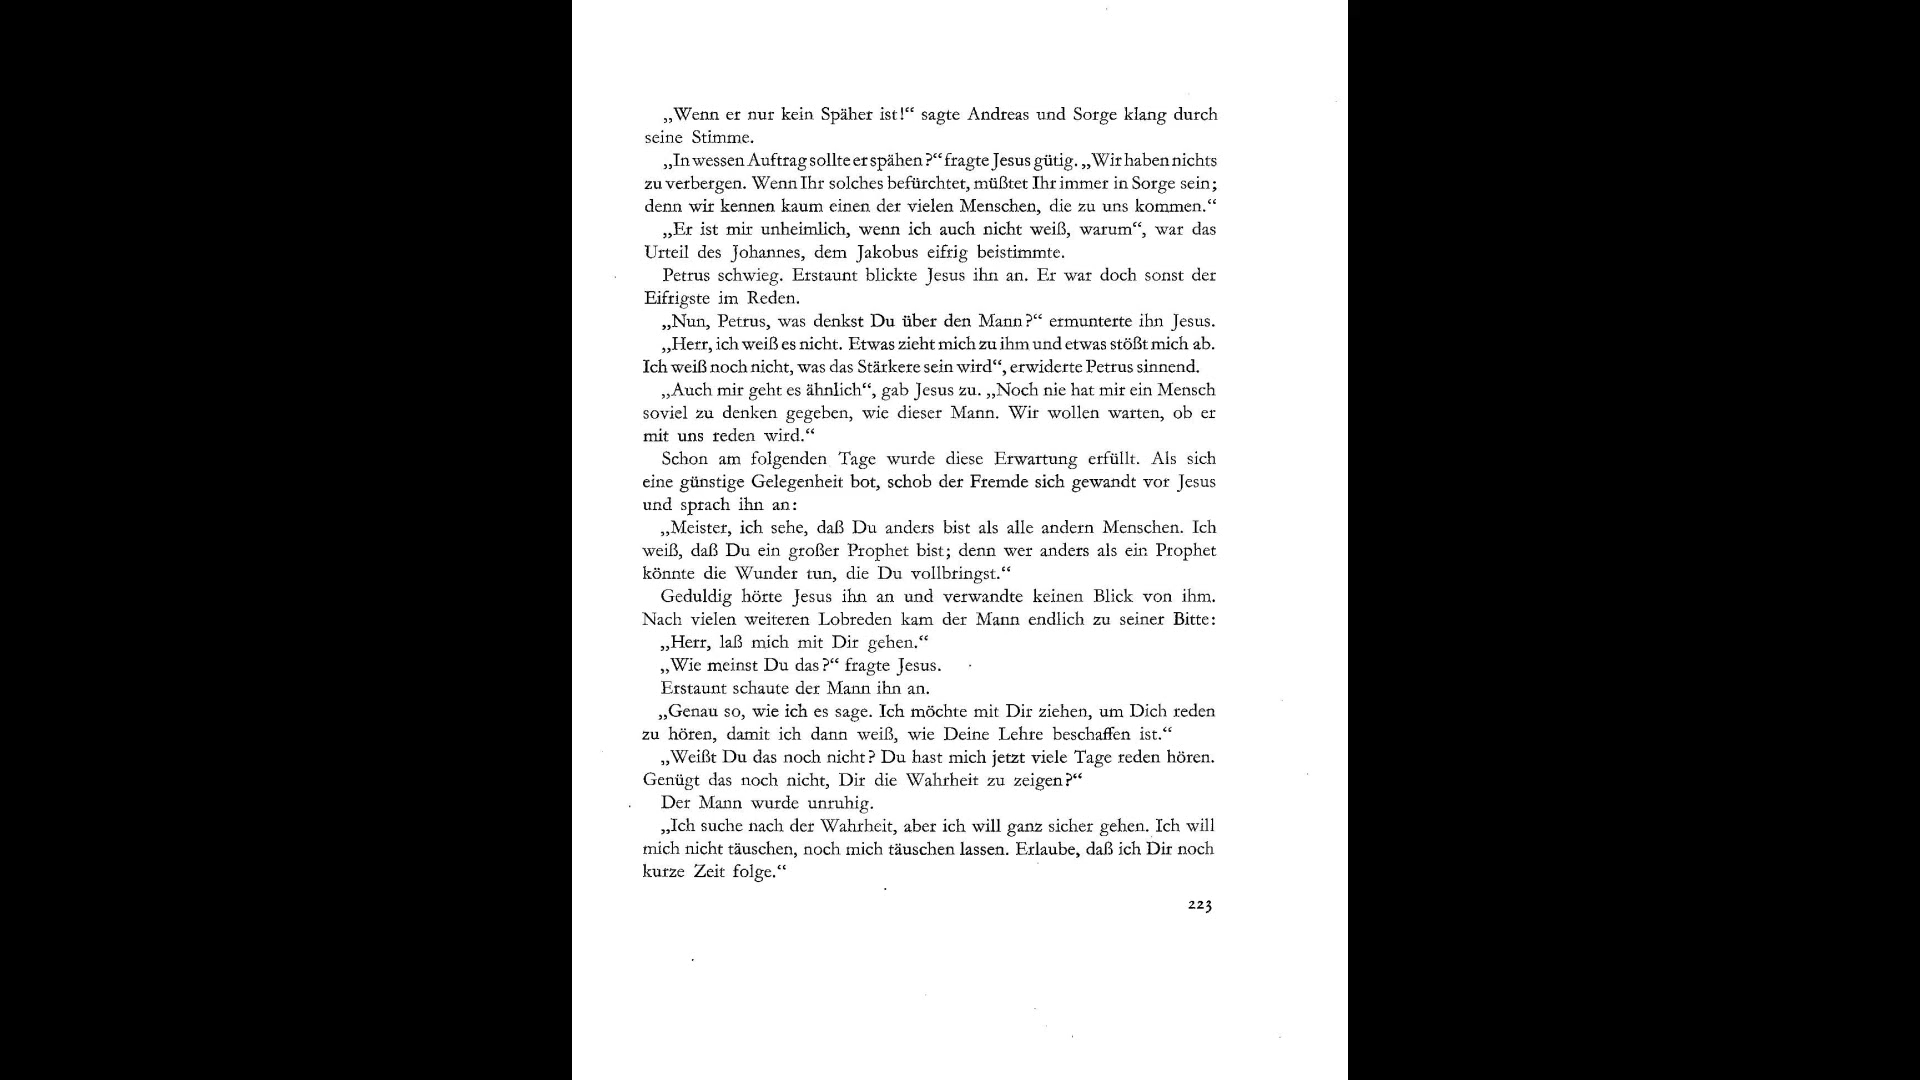 „Wenn er nur kein Späher ist!“ sagte Andreas und Sorge klang durch
seine Stimme.
„In wessen Auftrag sollte er spähen?“ fragte Jesus gütig. „Wir haben nichts
zu verbergen. Wenn Ihr solches befürchtet, müßtet Ihr immer in Sorge sein;
denn wir kennen kaum einen der vielen Menschen, die zu uns kommen.“
„Er ist mir unheimlich, wenn ich auch nicht weiß, warum“, war das
Urteil des Johannes, dem Jakobus eifrig beistimmte.
Petrus schwieg. Erstaunt blickte Jesus ihn an. Er war doch sonst der
Eifrigste im Reden.
„Nun, Petrus, was denkst Du über den Mann?“ ermunterte ihn Jesus.
„Herr, ich weiß es nicht. Etwas zieht mich zu ihm und etwas stößt mich ab.
Ich weiß noch nicht, was das Stärkere sein wird“, erwiderte Petrus sinnend.
„Auch mir geht es ähnlich“, gab Jesus zu. „Noch nie hat mir ein Mensch
soviel zu denken gegeben, wie dieser Mann. Wir wollen warten, ob er
mit uns reden wird.“
Schon am folgenden Tage wurde diese Erwartung erfüllt. Als sich
eine günstige Gelegenheit bot, schob der Fremde sich gewandt vor Jesus
und sprach ihn an:
„Meister, ich sehe, daß Du anders bist als alle andern Menschen. Ich
weiß, daß Du ein großer Prophet bist; denn wer anders als ein Prophet
könnte die Wunder tun, die Du vollbringst.“
Geduldig hörte Jesus ihn an und verwandte keinen Blick von ihm.
Nach vielen weiteren Lobreden kam der Mann endlich zu seiner Bitte:
„Herr, laß mich mit Dir gehen.“
„Wie meinst Du das?“ fragte Jesus.
Erstaunt schaute der Mann ihn an.
„Genau so, wie ich es sage. Ich möchte mit Dir ziehen, um Dich reden
zu hören, damit ich dann weiß, wie Deine Lehre beschaffen ist.“
„Weißt Du das noch nicht? Du hast mich jetzt viele Tage reden hören.
Genügt das noch nicht, Dir die Wahrheit zu zeigen?“
Der Mann wurde unruhig.
„Ich suche nach der Wahrheit, aber ich will ganz sicher gehen. Ich will
mich nicht täuschen, noch mich täuschen lassen. Erlaube, daß ich Dir noch
kurze Zeit folge.“
223